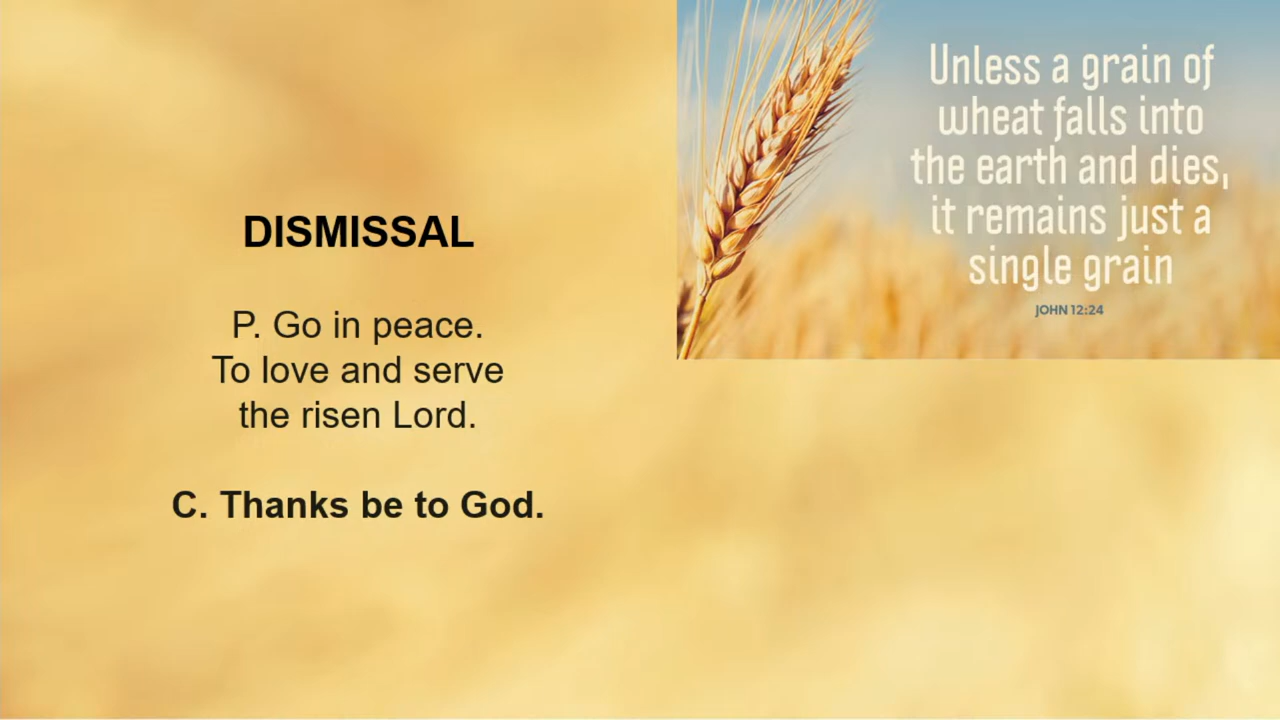 DISMISSAL
P. Go in peace.
To love and serve
the risen Lord.
C. Thanks be to God.
Unless a grain of
wheat falls into
the earth and dies,
it remains just a
single grain
JOHN 12:24